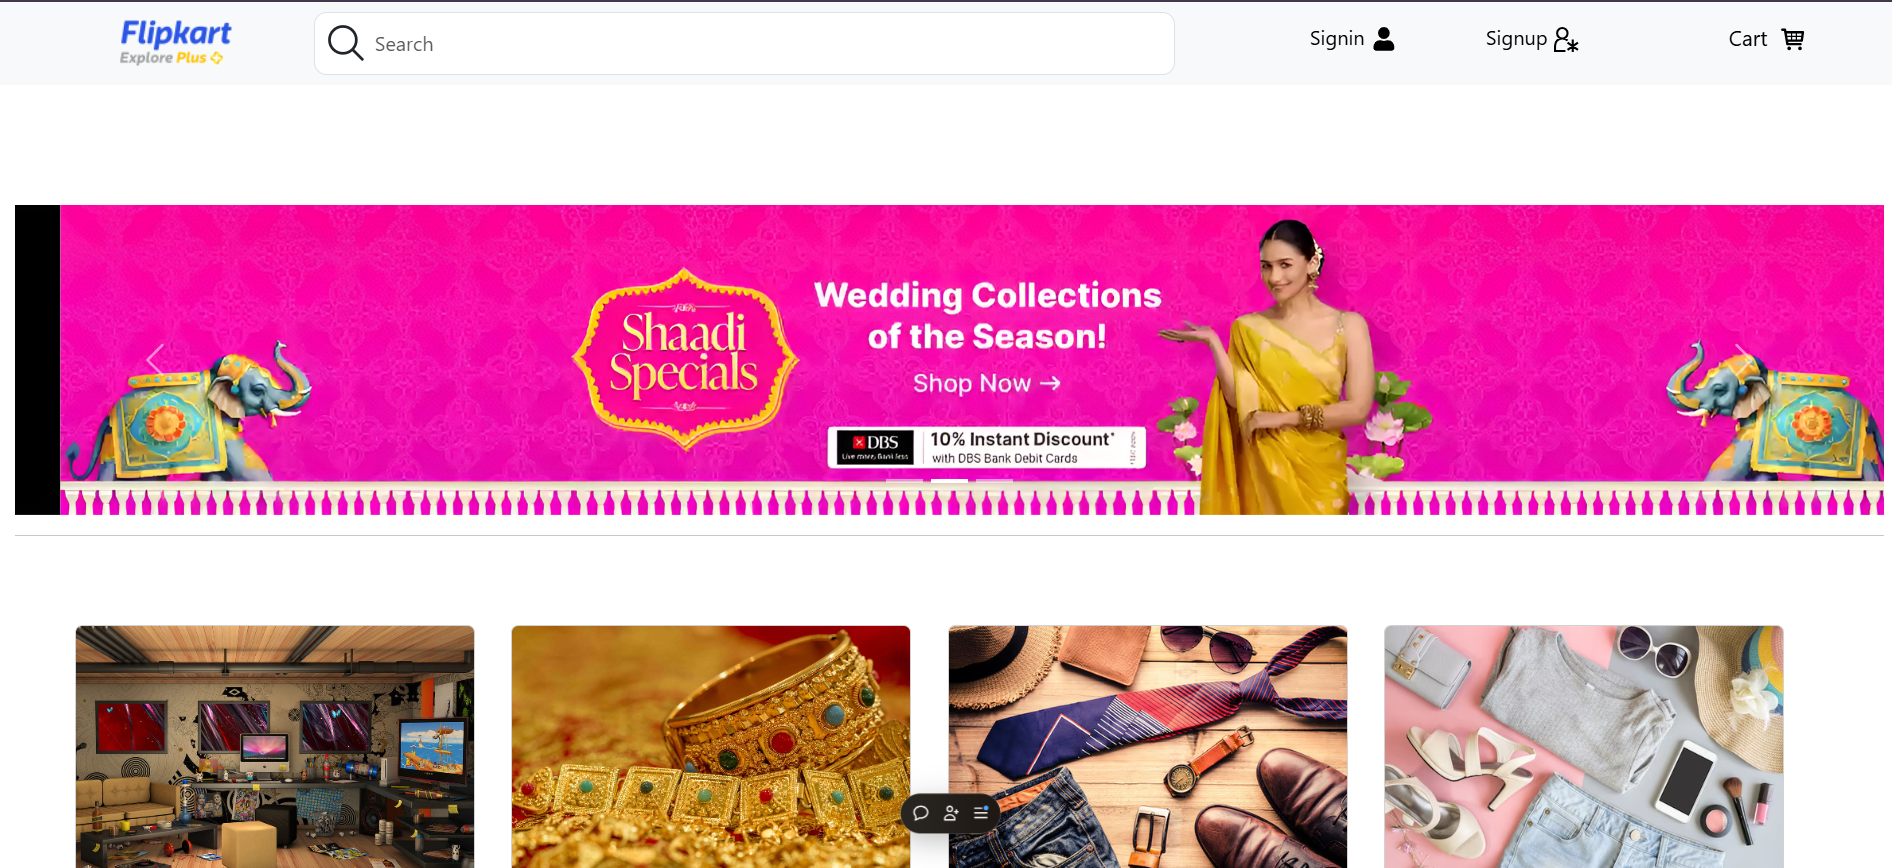 Flipkart
Explore Plus
Search
Signin
Signup
Cart
Shaadi
Specials
Wedding Collections
of the Season!
Shop Now →
DBS
Live more, Bank less
10% Instant Discount*
with DBS Bank Debit Cards